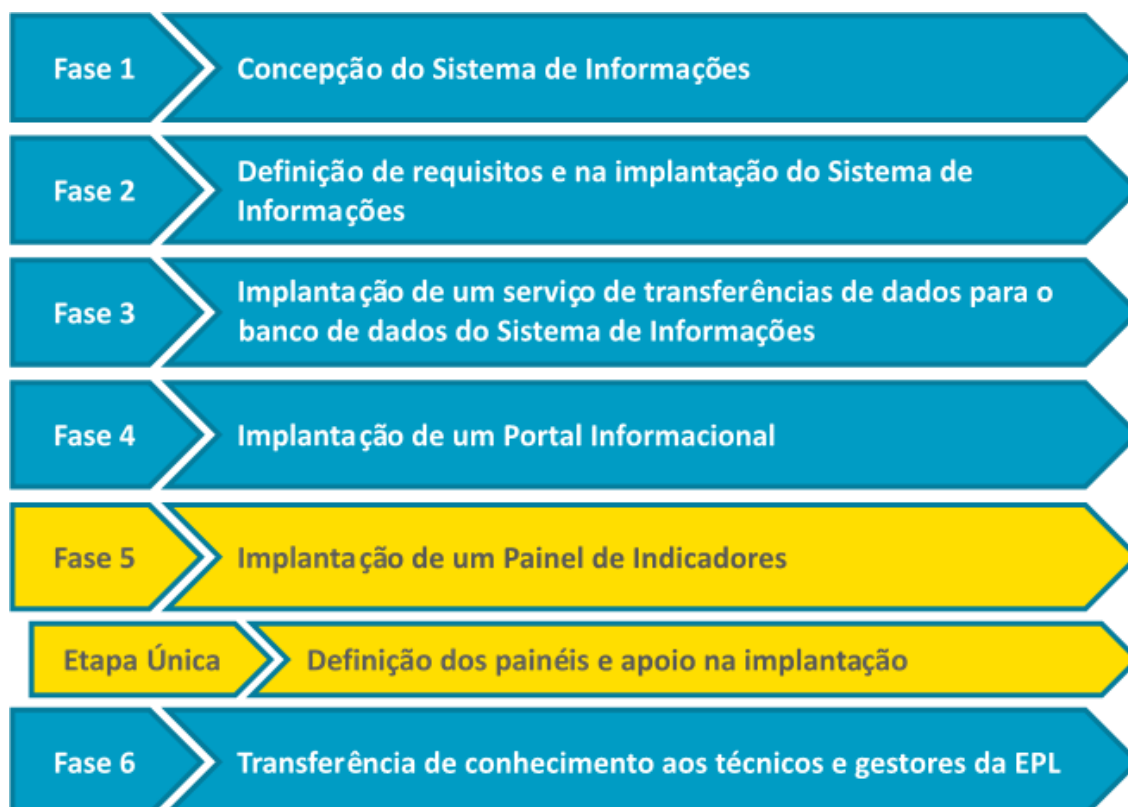 Fase 1
Concepção do Sistema de Informações
Fase 2
Definição de requisitos e na implantação do Sistema de
Informações
Fase 3
Implantação de um serviço de transferências de dados para o
banco de dados do Sistema de Informações
Fase 4
Implantação de um Portal Informacional
Fase 5
Implantação de um Painel de Indicadores
Etapa Única
Definição dos painéis e apoio na implantação
Fase 6
Transferência de conhecimento aos técnicos e gestores da EPL